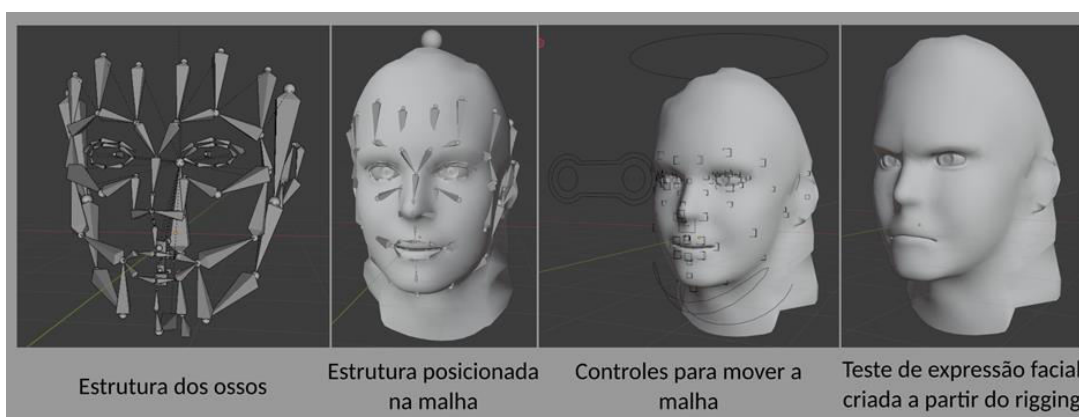 Estrutura dos ossos
Estrutura posicionada
na malha
Controles para mover a
malha
Teste de expressão facial
criada a partir do rigging